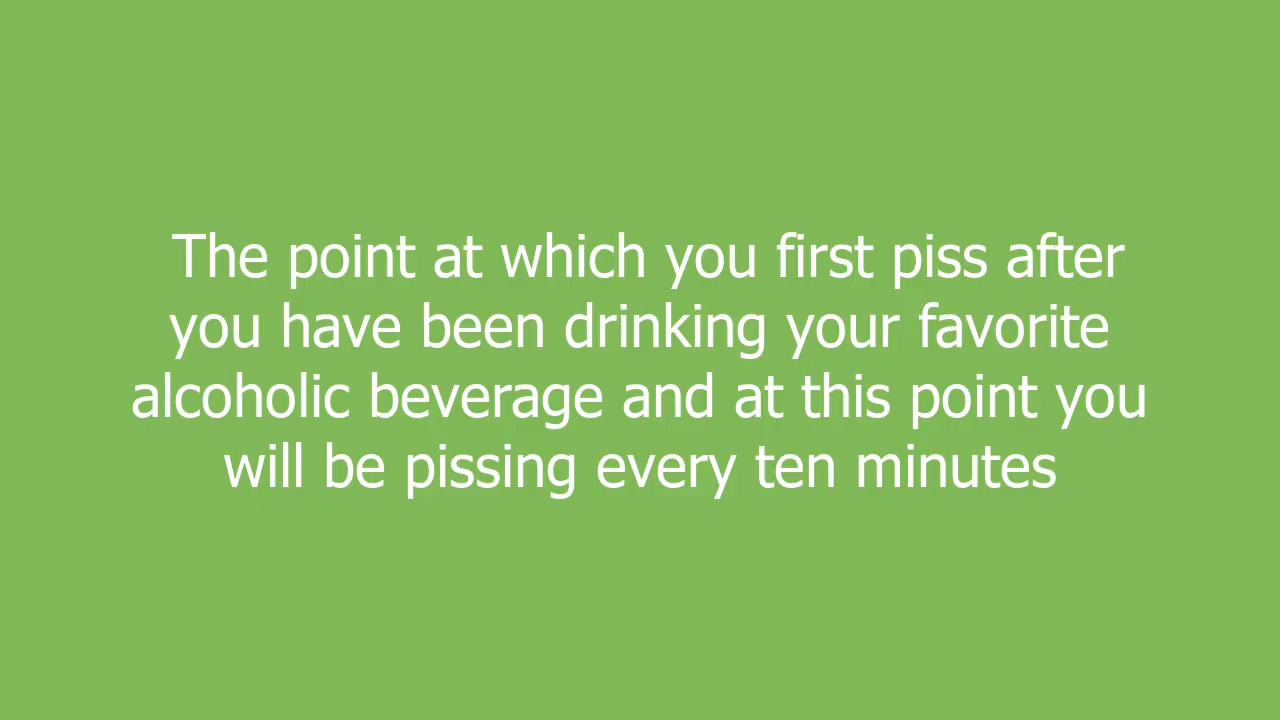 The point at which you first piss after
you have been drinking your favorite
alcoholic beverage and at this point you
will be pissing every ten minutes